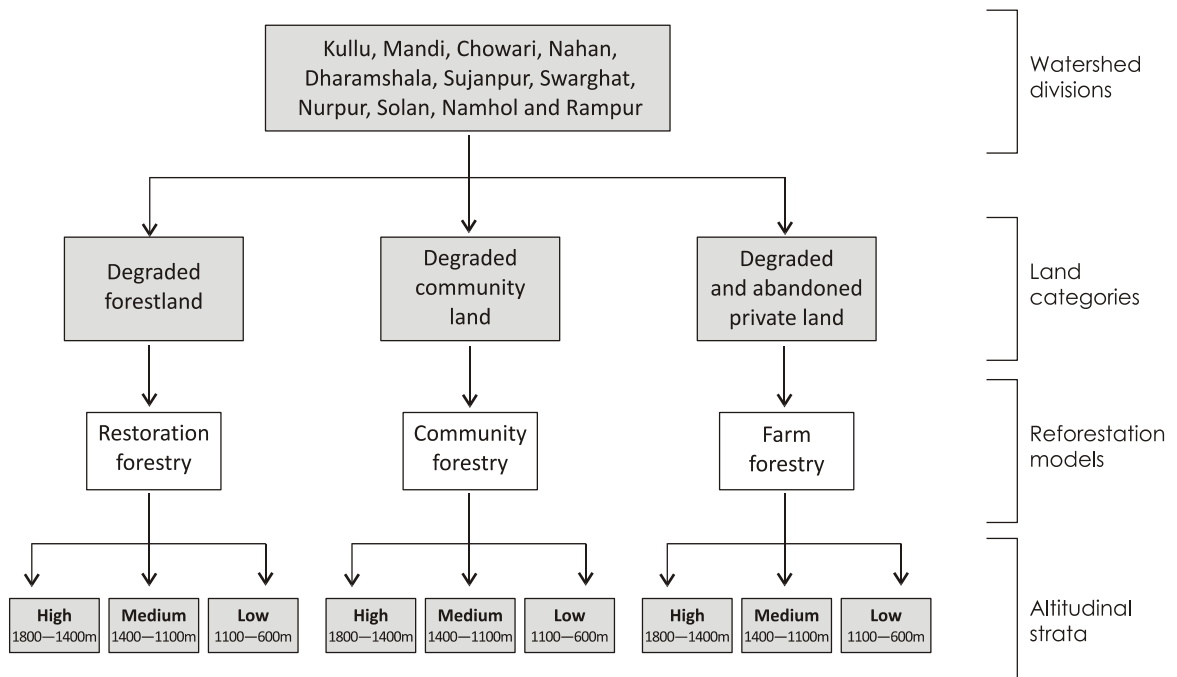 Kullu, Mandi, Chowari, Nahan,
Dharamshala, Sujanpur, Swarghat,
Nurpur, Solan, Namhol and Rampur
Watershed
divisions
Degraded
forestland
Degraded
community
land
Degraded
and abandoned
private land
Land
categories
Restoration
forestry
Community
forestry
Farm
forestry
Reforestation
models
High
1800—1400m
Medium
1400—1100m
Low
1100—600m
High
1800—1400m
Medium
1400—1100m
Low
1100—600m
High
1800—1400m
Medium
1400—1100m
Low
1100—600m
Altitudinal
strata